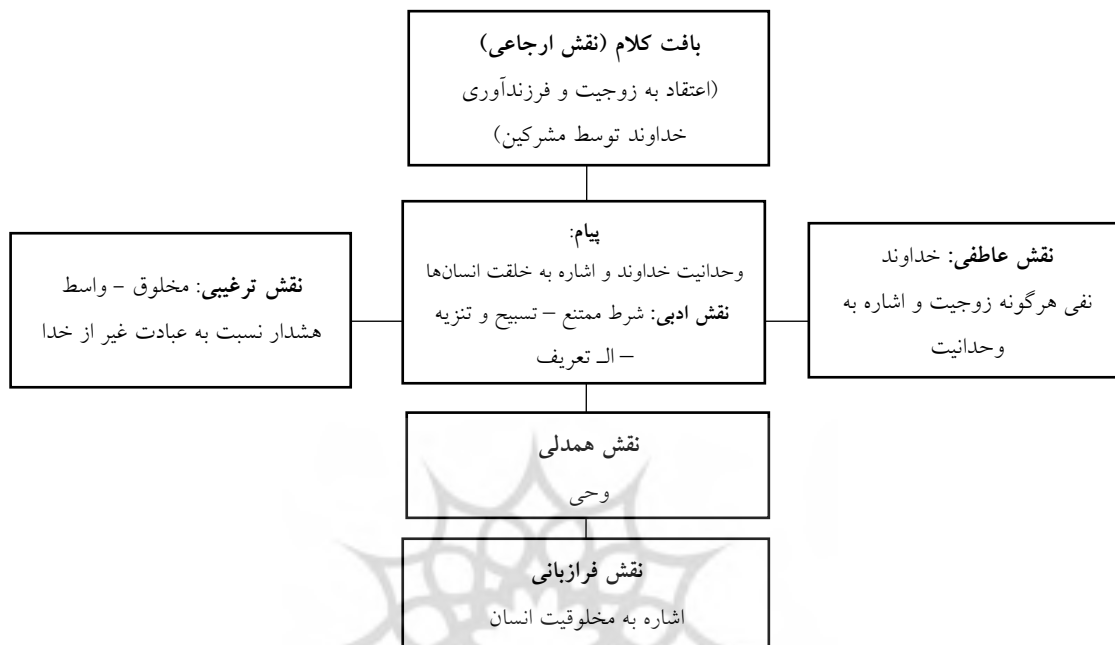 بافت کلام (نقش ارجاعی)
(اعتقاد به زوجیت و فرزندآوری
خداوند توسط مشرکین)
پیام:
وحدانیت خداوند و اشاره به خلقت انسان‌ها
نقش ادبی: شرط ممتنع – تسبیح و تنزیه
– الـ تعریف
نقش عاطفی: خداوند
نفی هرگونه زوجیت و اشاره به
وحدانیت
نقش ترغیبی: مخلوق – واسط
هشدار نسبت به عبادت غیر از خدا
نقش همدلی
وحی
نقش فرازبانی
اشاره به مخلوقیت انسان